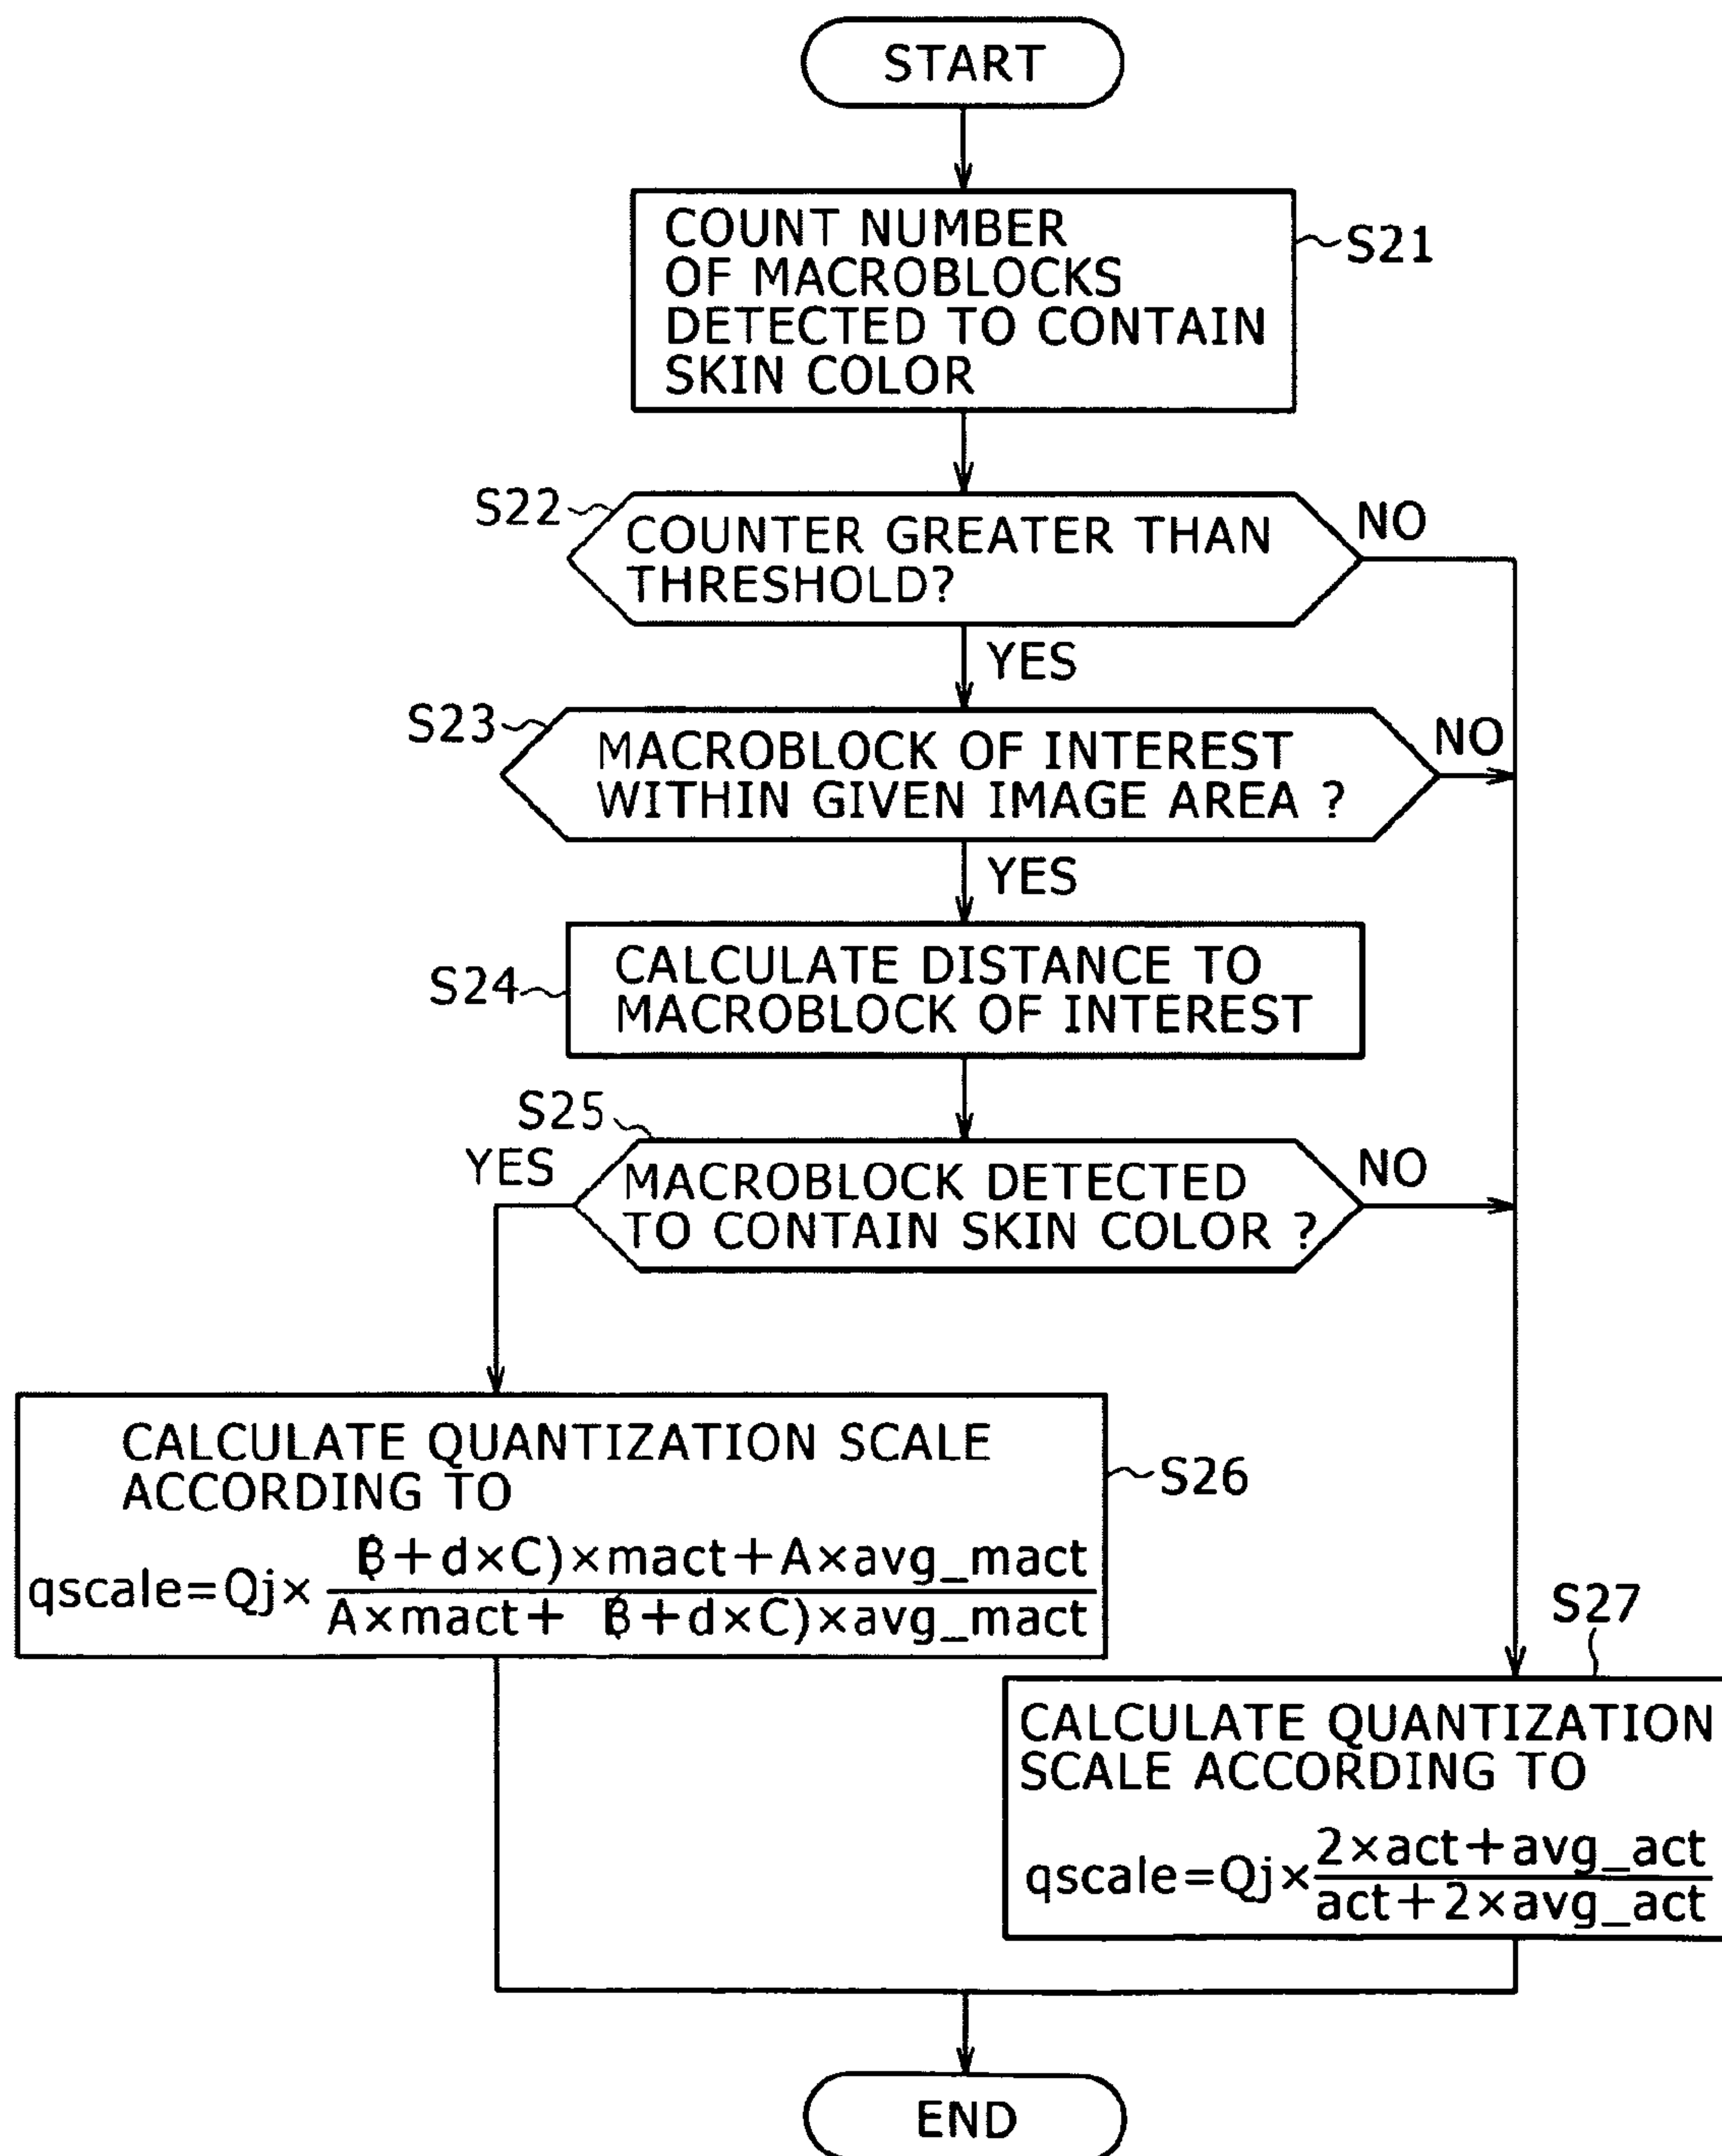 START
COUNT NUMBER
OF MACROBLOCKS
DETECTED TO CONTAIN
SKIN COLOR
S21
S22
COUNTER GREATER THAN
THRESHOLD?
NO
YES
S23
MACROBLOCK OF INTEREST
WITHIN GIVEN IMAGE AREA ?
NO
YES
S24
CALCULATE DISTANCE TO
MACROBLOCK OF INTEREST
S25
YES
MACROBLOCK DETECTED
TO CONTAIN SKIN COLOR ?
NO
CALCULATE QUANTIZATION SCALE
ACCORDING TO
S26
(B+d×C)×mact+A×avg_mact
qscale=Qj×
A×mact+ (B+d×C)×avg_mact
S27
CALCULATE QUANTIZATION
SCALE ACCORDING TO
2×act+avg_act
qscale=Qj×
act+2×avg_act
END